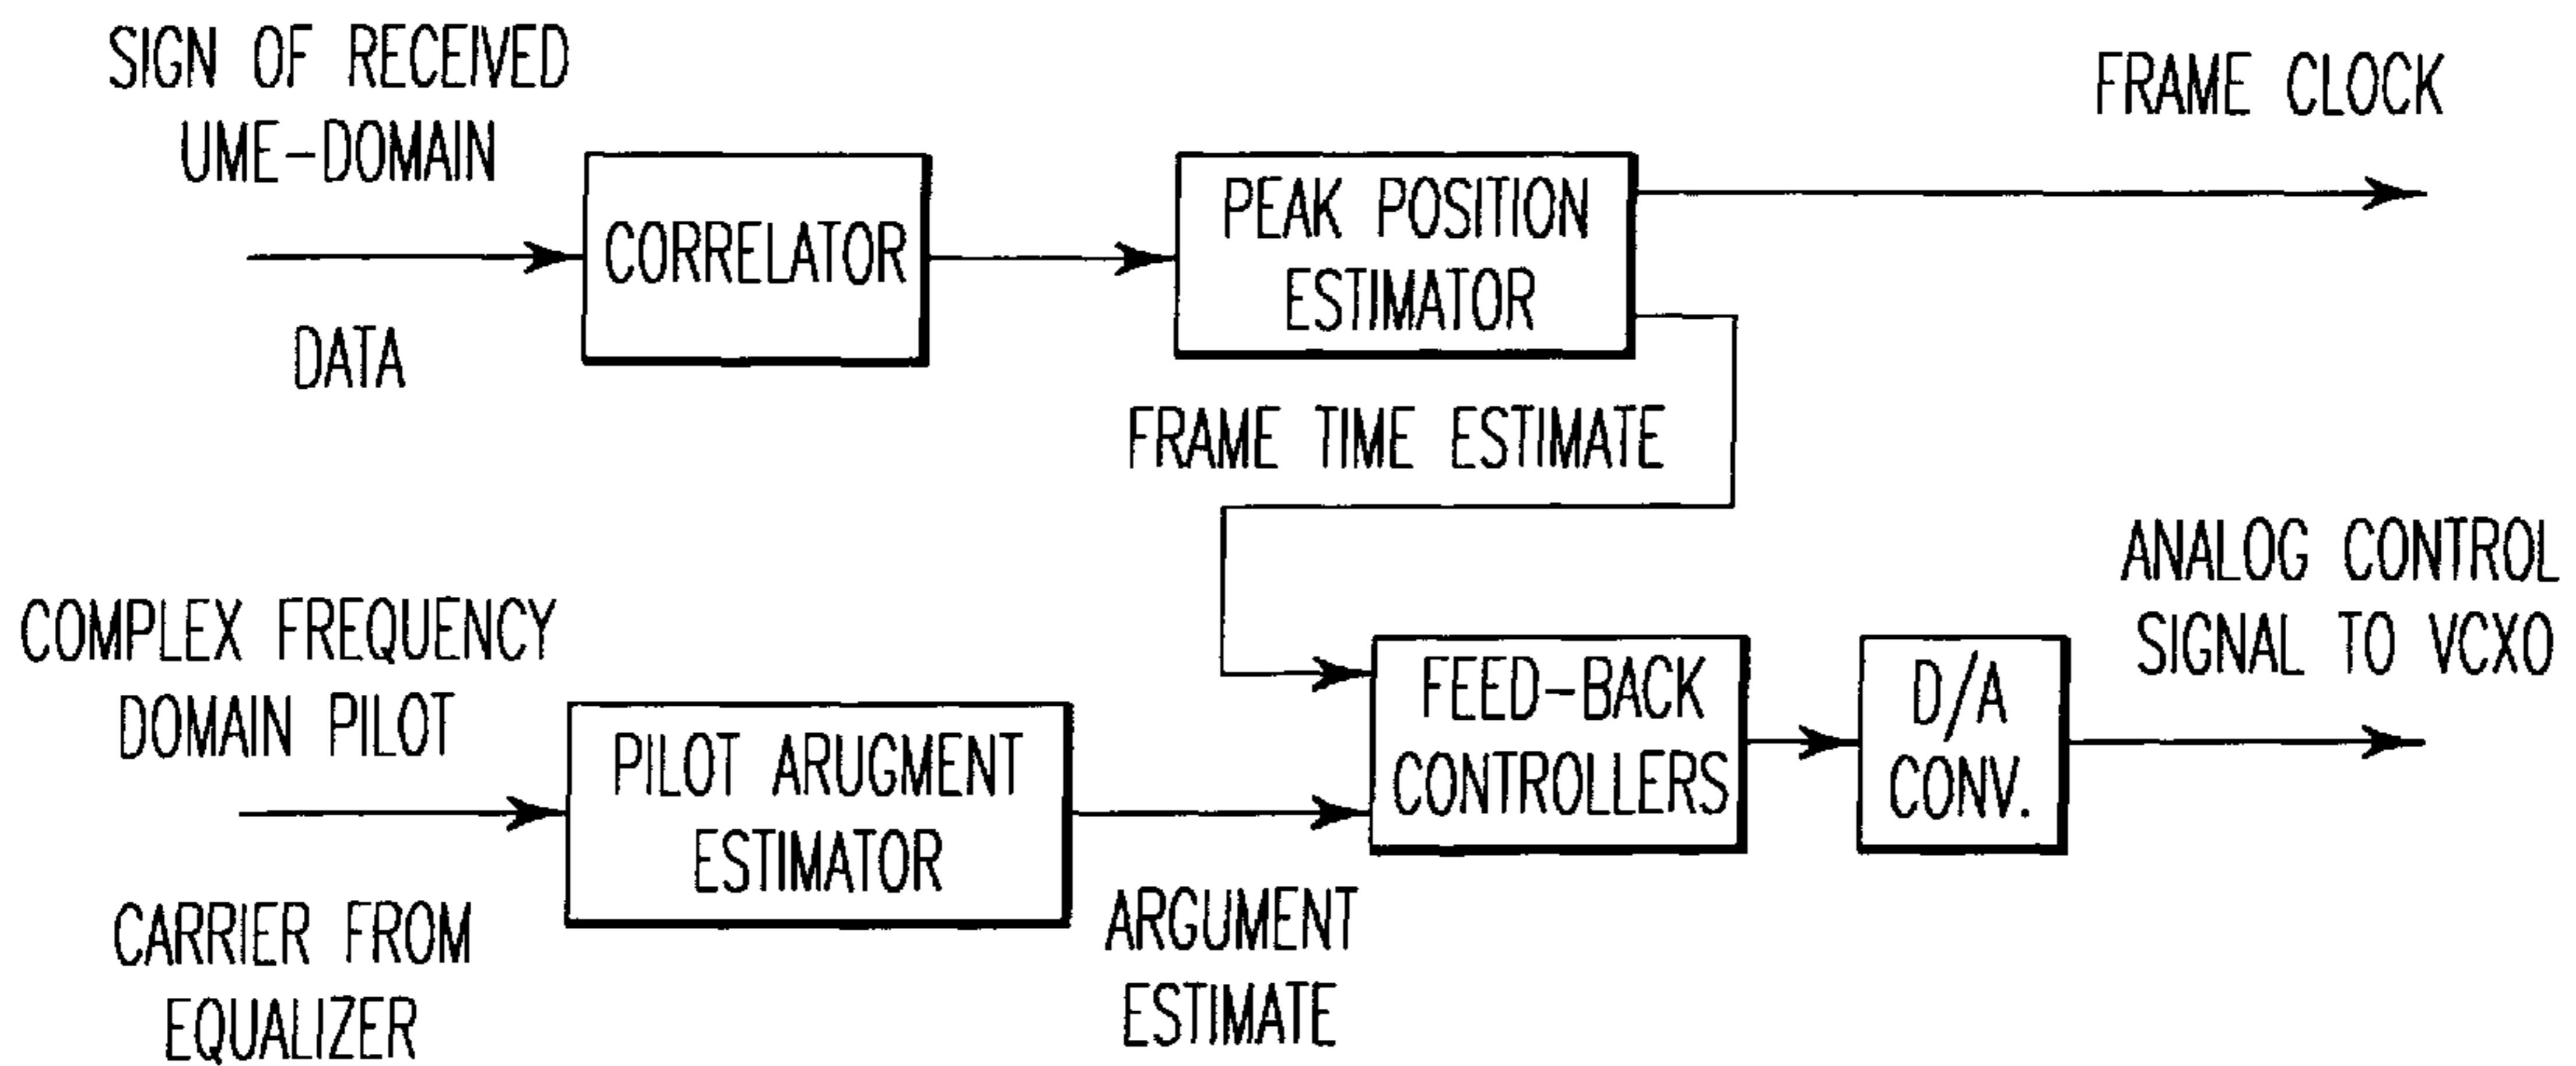 SIGN OF RECEIVED
UME-DOMAIN
DATA
CORRELATOR
PEAK POSITION
ESTIMATOR
FRAME CLOCK
FRAME TIME ESTIMATE
COMPLEX FREQUENCY
DOMAIN PILOT
CARRIER FROM
EQUALIZER
PILOT ARUGMENT
ESTIMATOR
ARGUMENT
ESTIMATE
FEED-BACK
CONTROLLERS
D/A
CONV.
ANALOG CONTROL
SIGNAL TO VCXO